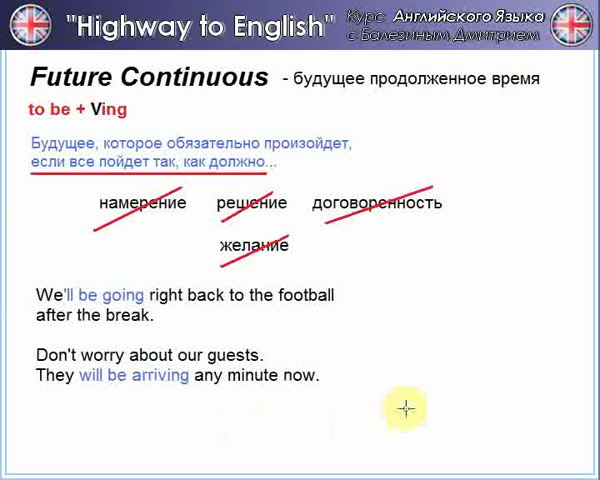 "Highway to English"
Курс Английского Языка
с Балезиным Дмитрием
Future Continuous - будущее продолженное время
to be + Ving
Будущее, которое обязательно произойдет,
если все пойдет так, как должно...
намерение решение договоренность
желание
We'll be going right back to the football
after the break.
Don't worry about our guests.
They will be arriving any minute now.